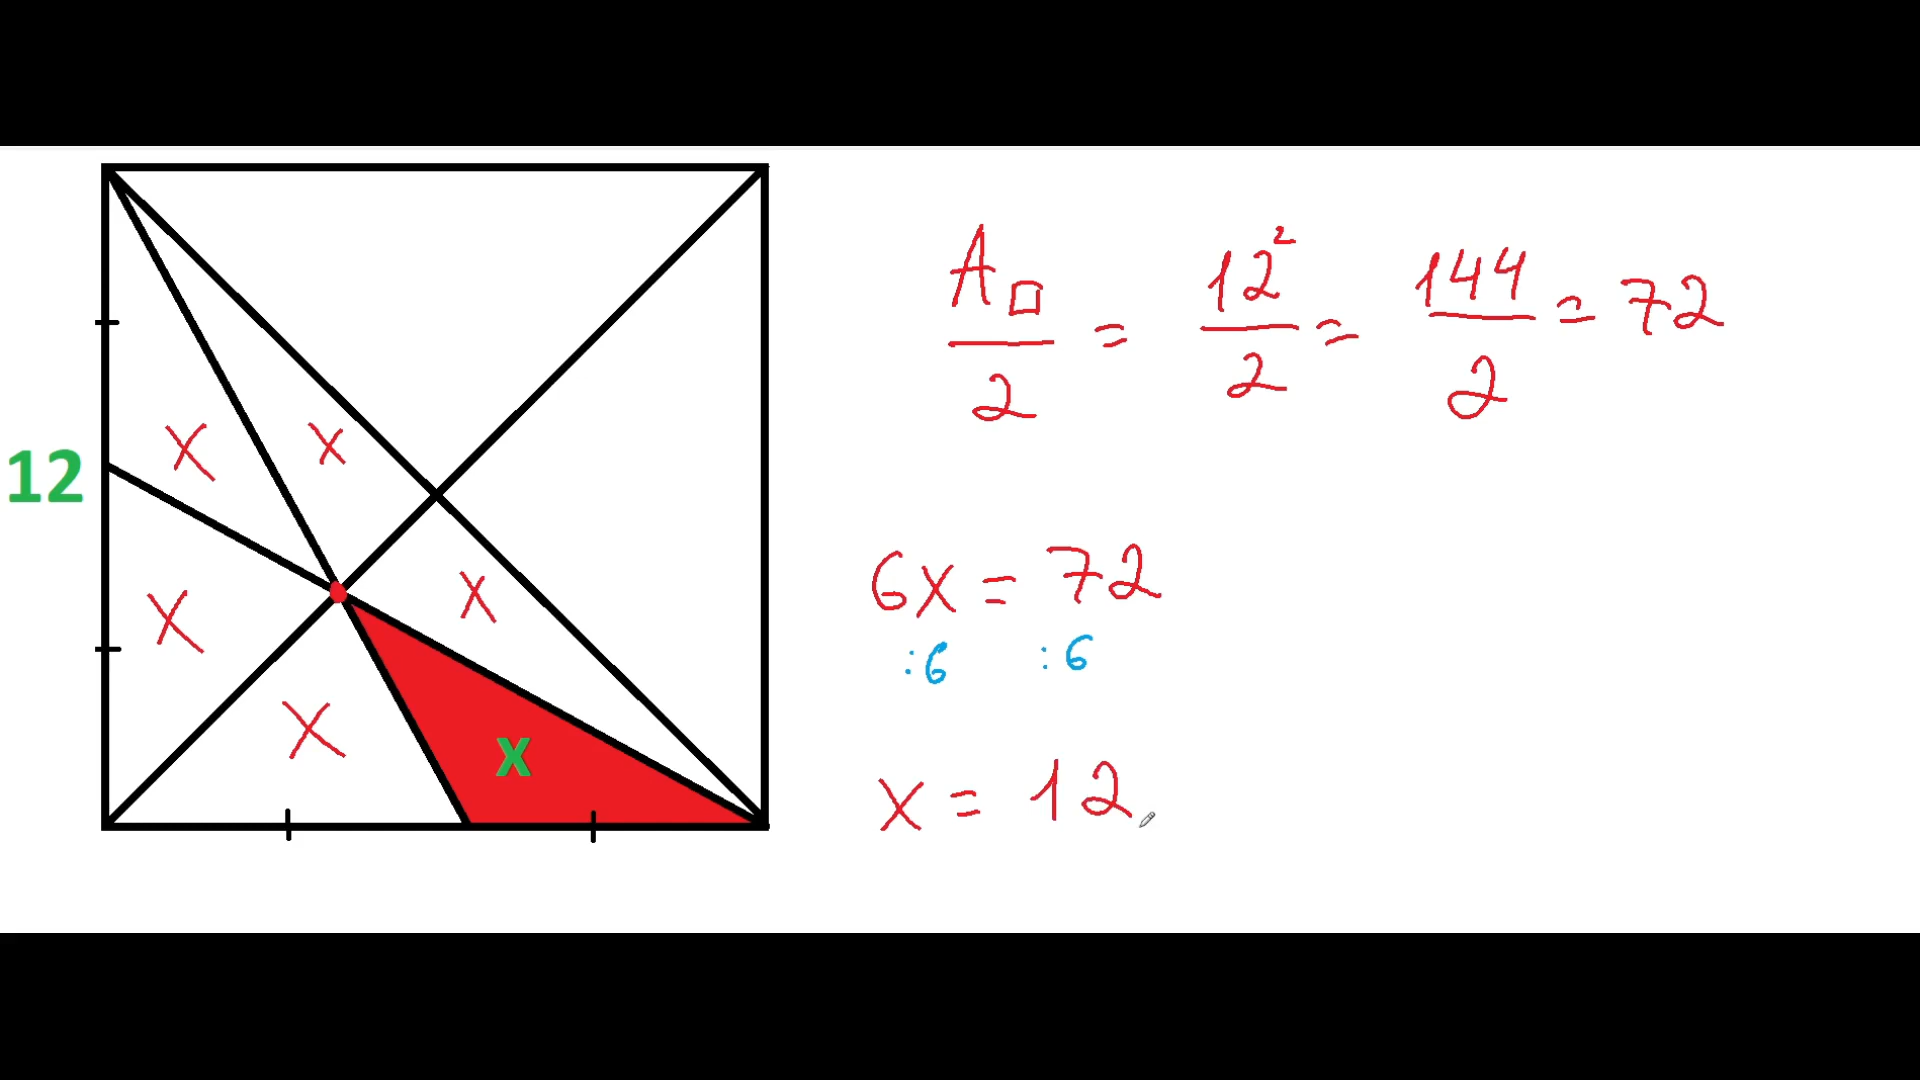 12
x
x
x
x
x
x
A□/2 = 12²/2 = 144/2 = 72
6x = 72
:6 :6
x = 12